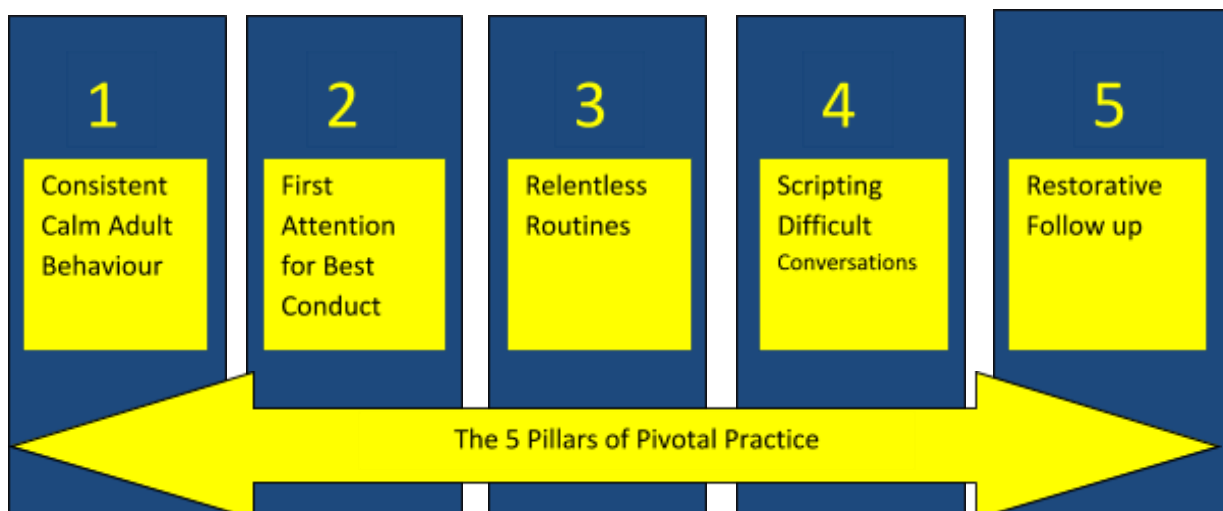 1
Consistent
Calm Adult
Behaviour
2
First
Attention
for Best
Conduct
3
Relentless
Routines
4
Scripting
Difficult
Conversations
5
Restorative
Follow up
The 5 Pillars of Pivotal Practice